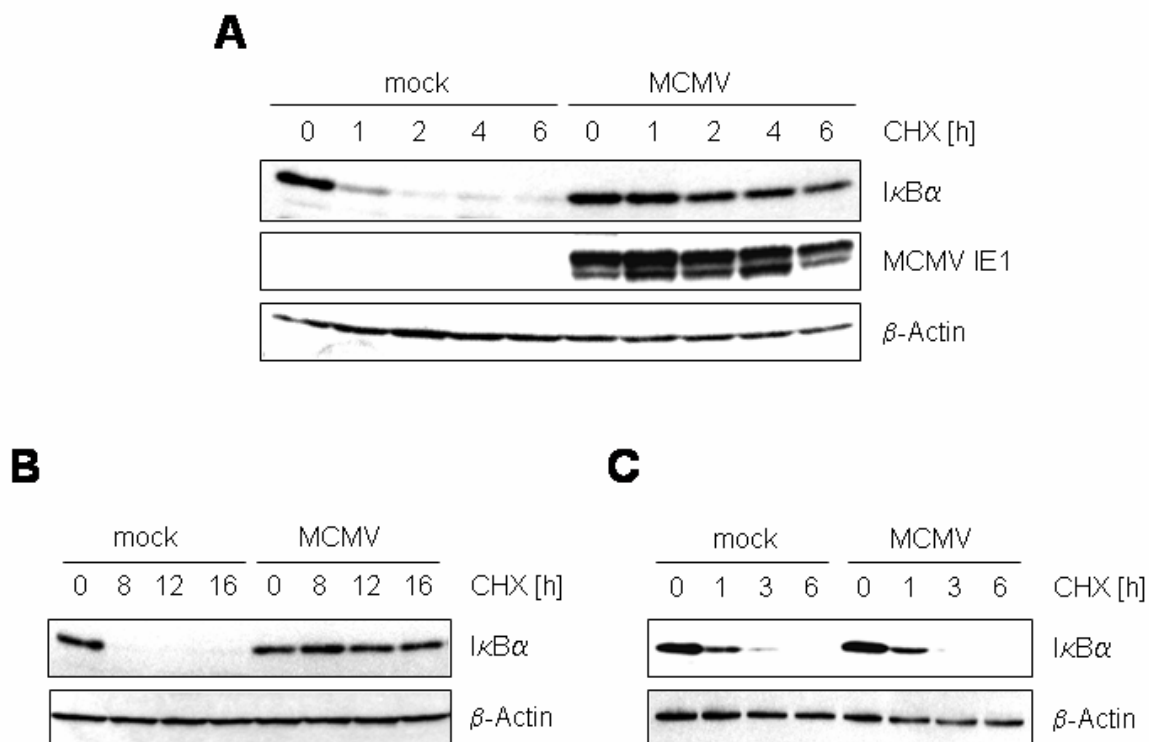 A
mock MCMV
0 1 2 4 6 0 1 2 4 6 CHX [h]
IκBα
MCMV IE1
β-Actin
B
mock MCMV
0 8 12 16 0 8 12 16 CHX [h]
IκBα
β-Actin
C
mock MCMV
0 1 3 6 0 1 3 6 CHX [h]
IκBα
β-Actin